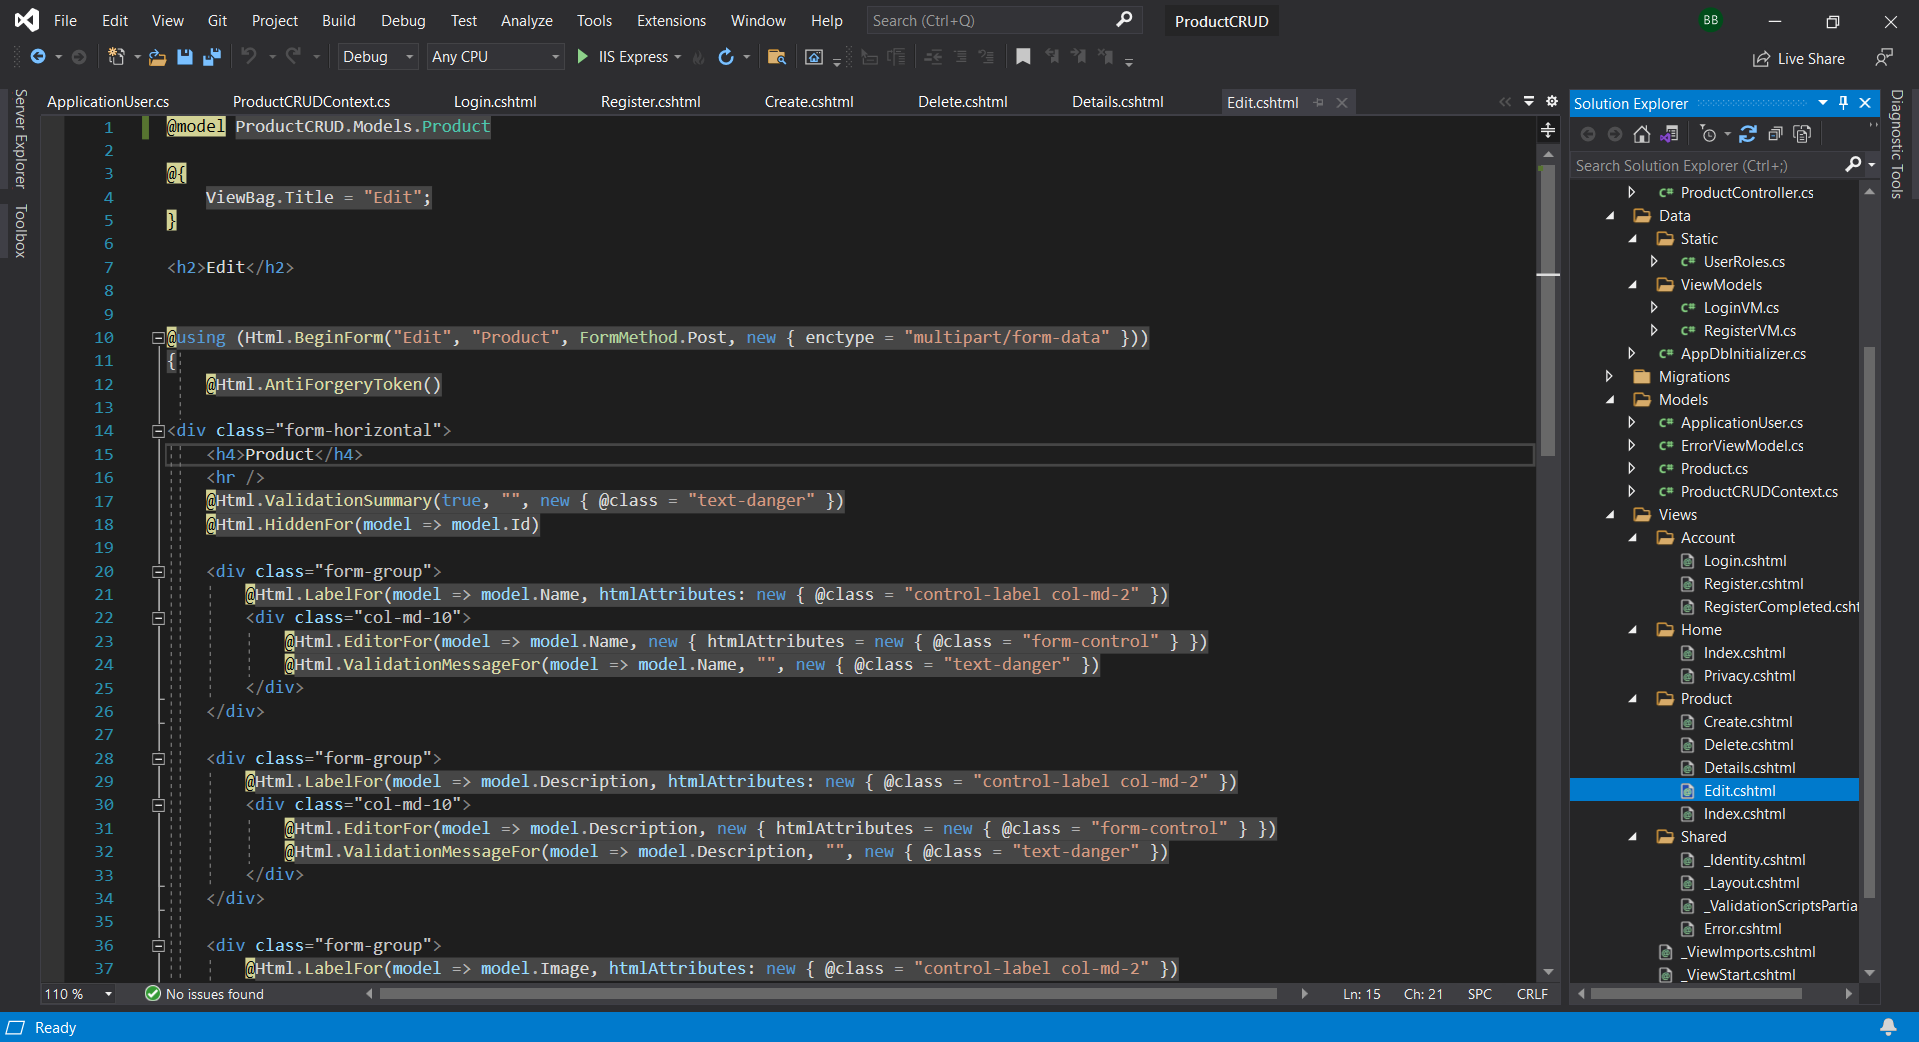 File Edit View Git Project Build Debug Test Analyze Tools Extensions Window Help Search (Ctrl+Q) ProductCRUD BB
Debug Any CPU IIS Express Live Share
Server Explorer
Toolbox
ApplicationUser.cs ProductCRUDContext.cs Login.cshtml Register.cshtml Create.cshtml Delete.cshtml Details.cshtml Edit.cshtml
1 @model ProductCRUD.Models.Product
2
3 @{
4 ViewBag.Title = "Edit";
5 }
6
7 <h2>Edit</h2>
8
9
10 @using (Html.BeginForm("Edit", "Product", FormMethod.Post, new { enctype = "multipart/form-data" }))
11 {
12 @Html.AntiForgeryToken()
13
14 <div class="form-horizontal">
15 <h4>Product</h4>
16 <hr />
17 @Html.ValidationSummary(true, "", new { @class = "text-danger" })
18 @Html.HiddenFor(model => model.Id)
19
20 <div class="form-group">
21 @Html.LabelFor(model => model.Name, htmlAttributes: new { @class = "control-label col-md-2" })
22 <div class="col-md-10">
23 @Html.EditorFor(model => model.Name, new { htmlAttributes = new { @class = "form-control" } })
24 @Html.ValidationMessageFor(model => model.Name, "", new { @class = "text-danger" })
25 </div>
26 </div>
27
28 <div class="form-group">
29 @Html.LabelFor(model => model.Description, htmlAttributes: new { @class = "control-label col-md-2" })
30 <div class="col-md-10">
31 @Html.EditorFor(model => model.Description, new { htmlAttributes = new { @class = "form-control" } })
32 @Html.ValidationMessageFor(model => model.Description, "", new { @class = "text-danger" })
33 </div>
34 </div>
35
36 <div class="form-group">
37 @Html.LabelFor(model => model.Image, htmlAttributes: new { @class = "control-label col-md-2" })
110 % No issues found Ln: 15 Ch: 21 SPC CRLF
Solution Explorer
Search Solution Explorer (Ctrl+;)
C# ProductController.cs
Data
Static
C# UserRoles.cs
ViewModels
C# LoginVM.cs
C# RegisterVM.cs
C# AppDbInitializer.cs
Migrations
Models
C# ApplicationUser.cs
C# ErrorViewModel.cs
C# Product.cs
C# ProductCRUDContext.cs
Views
Account
Login.cshtml
Register.cshtml
RegisterCompleted.csht
Home
Index.cshtml
Privacy.cshtml
Product
Create.cshtml
Delete.cshtml
Details.cshtml
Edit.cshtml
Index.cshtml
Shared
_Identity.cshtml
_Layout.cshtml
_ValidationScriptsPartia
Error.cshtml
_ViewImports.cshtml
_ViewStart.cshtml
Diagnostic Tools
Ready